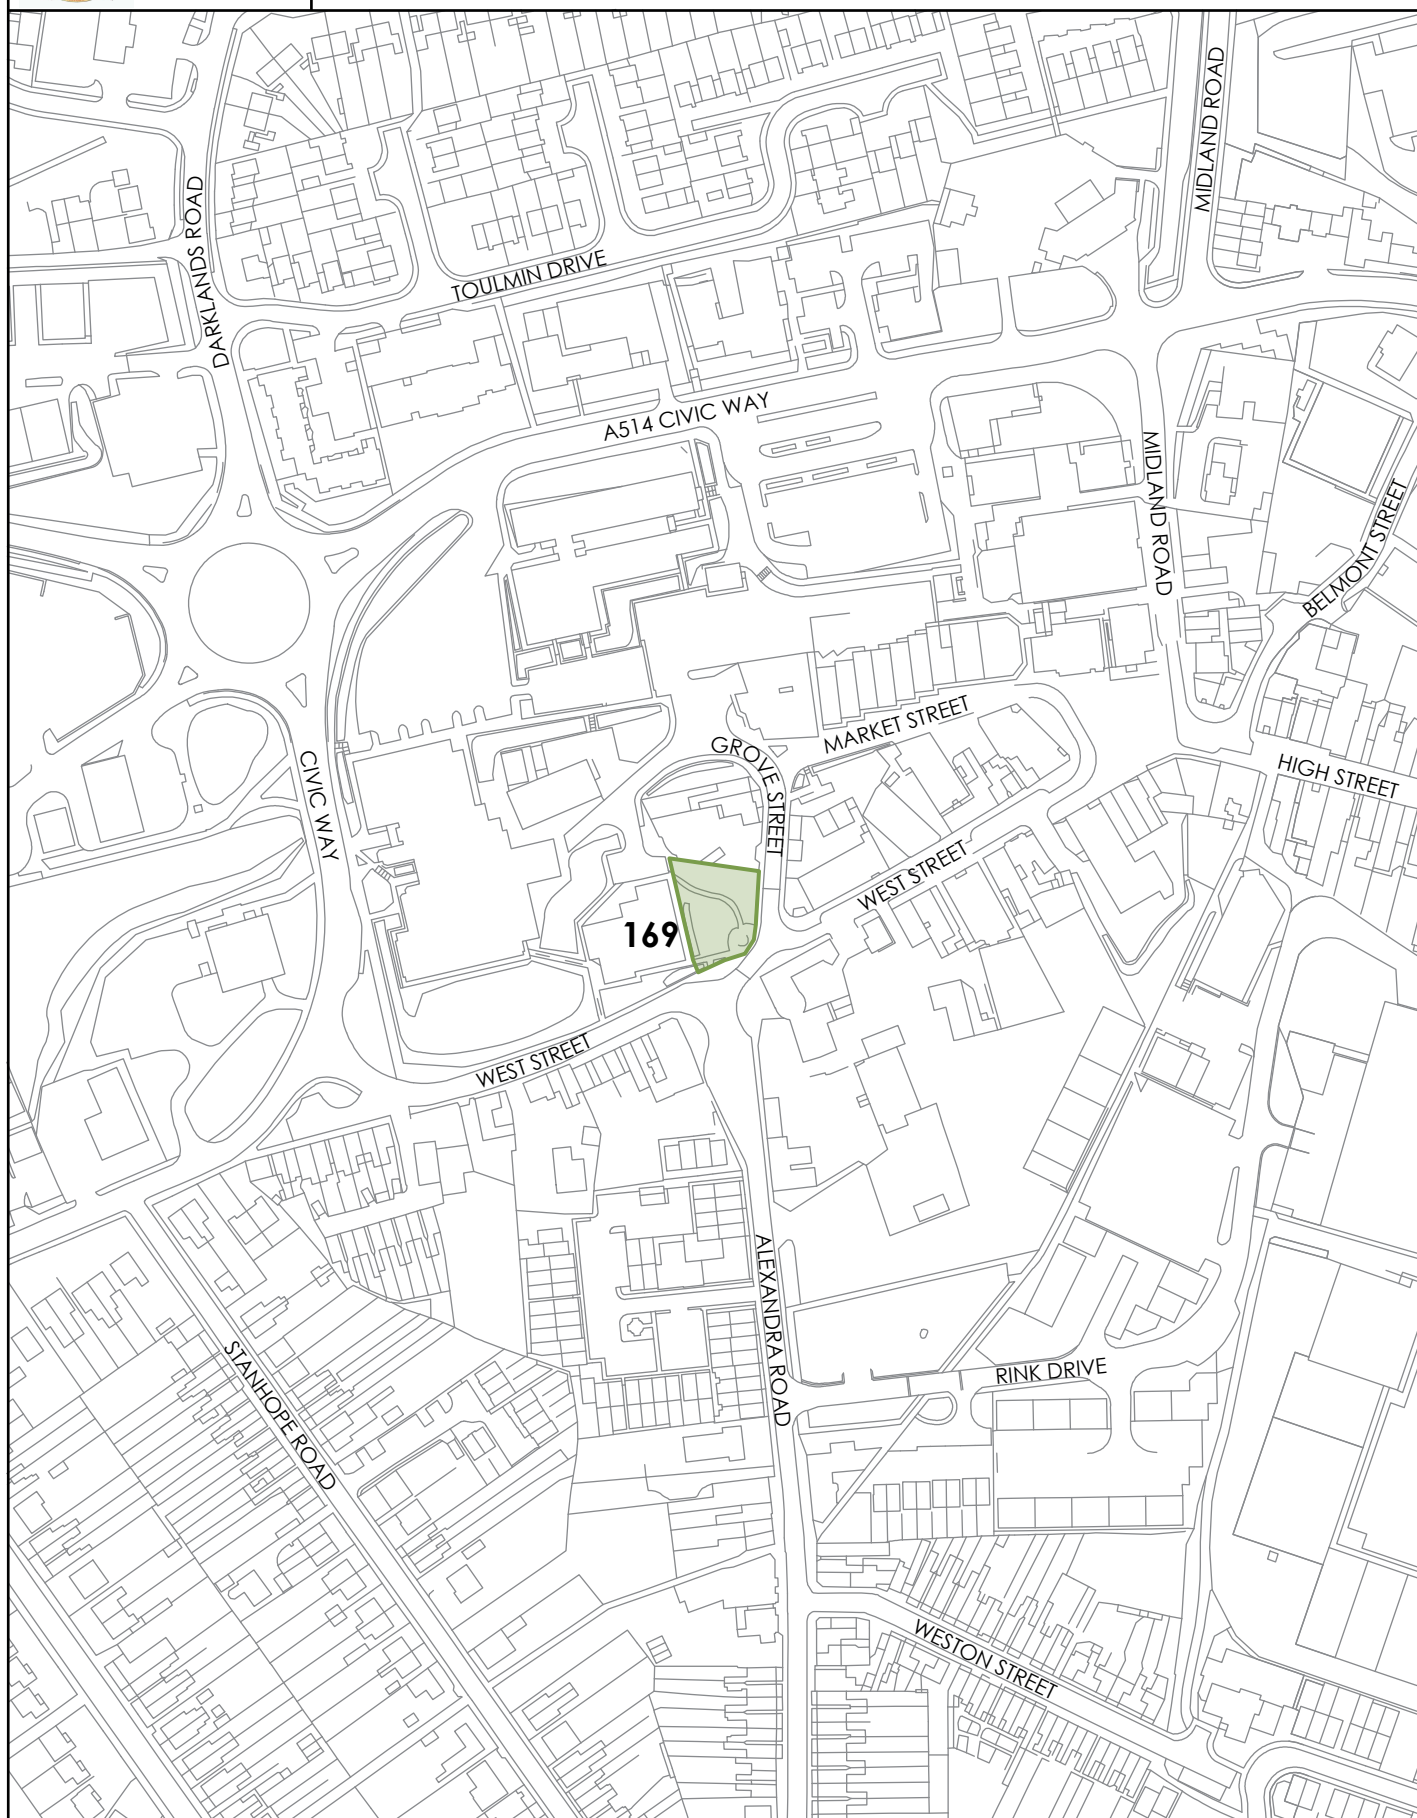 MIDLAND ROAD
DARKLANDS ROAD
TOULMIN DRIVE
A514 CIVIC WAY
MIDLAND ROAD
BELMONT STREET
MARKET STREET
GROVE STREET
CIVIC WAY
HIGH STREET
WEST STREET
169
WEST STREET
ALEXANDRA ROAD
STANHOPE ROAD
RINK DRIVE
WESTON STREET